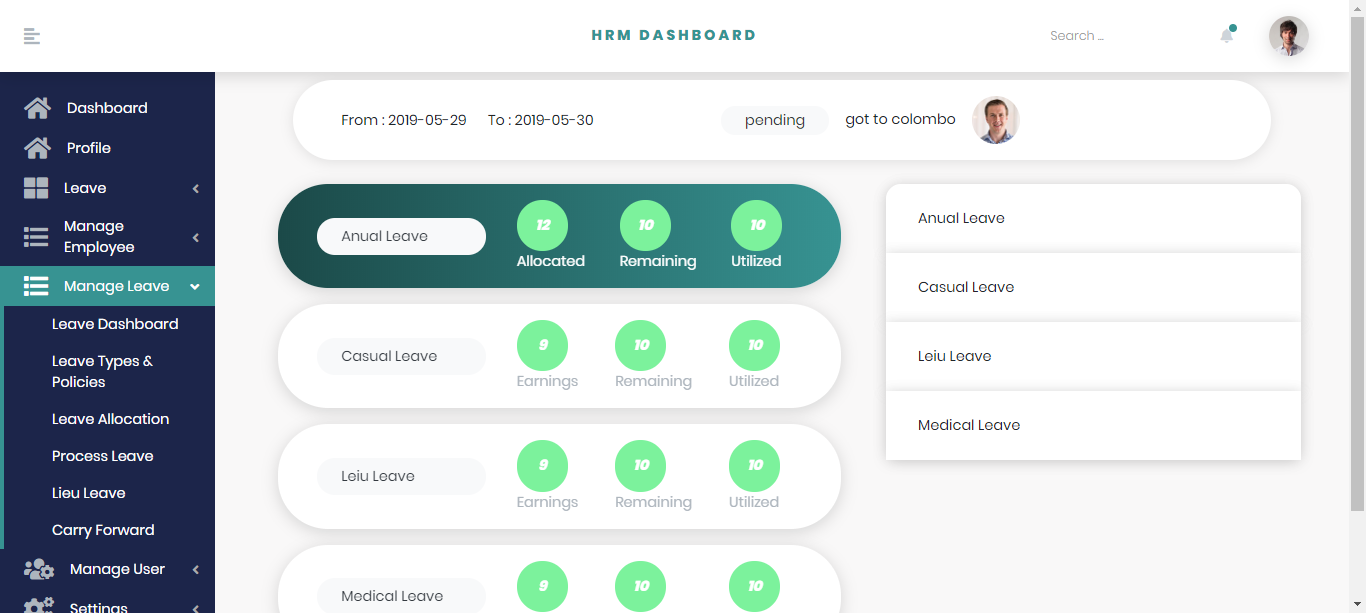 HRM DASHBOARD
Search ...
Dashboard
Profile
Leave
Manage
Employee
Manage Leave
Leave Dashboard
Leave Types &
Policies
Leave Allocation
Process Leave
Lieu Leave
Carry Forward
Manage User
Settings
From : 2019-05-29 To : 2019-05-30 pending got to colombo
Anual Leave
12 10 10
Allocated Remaining Utilized
Casual Leave
9 10 10
Earnings Remaining Utilized
Leiu Leave
9 10 10
Earnings Remaining Utilized
Medical Leave
9 10 10
Anual Leave
Casual Leave
Leiu Leave
Medical Leave